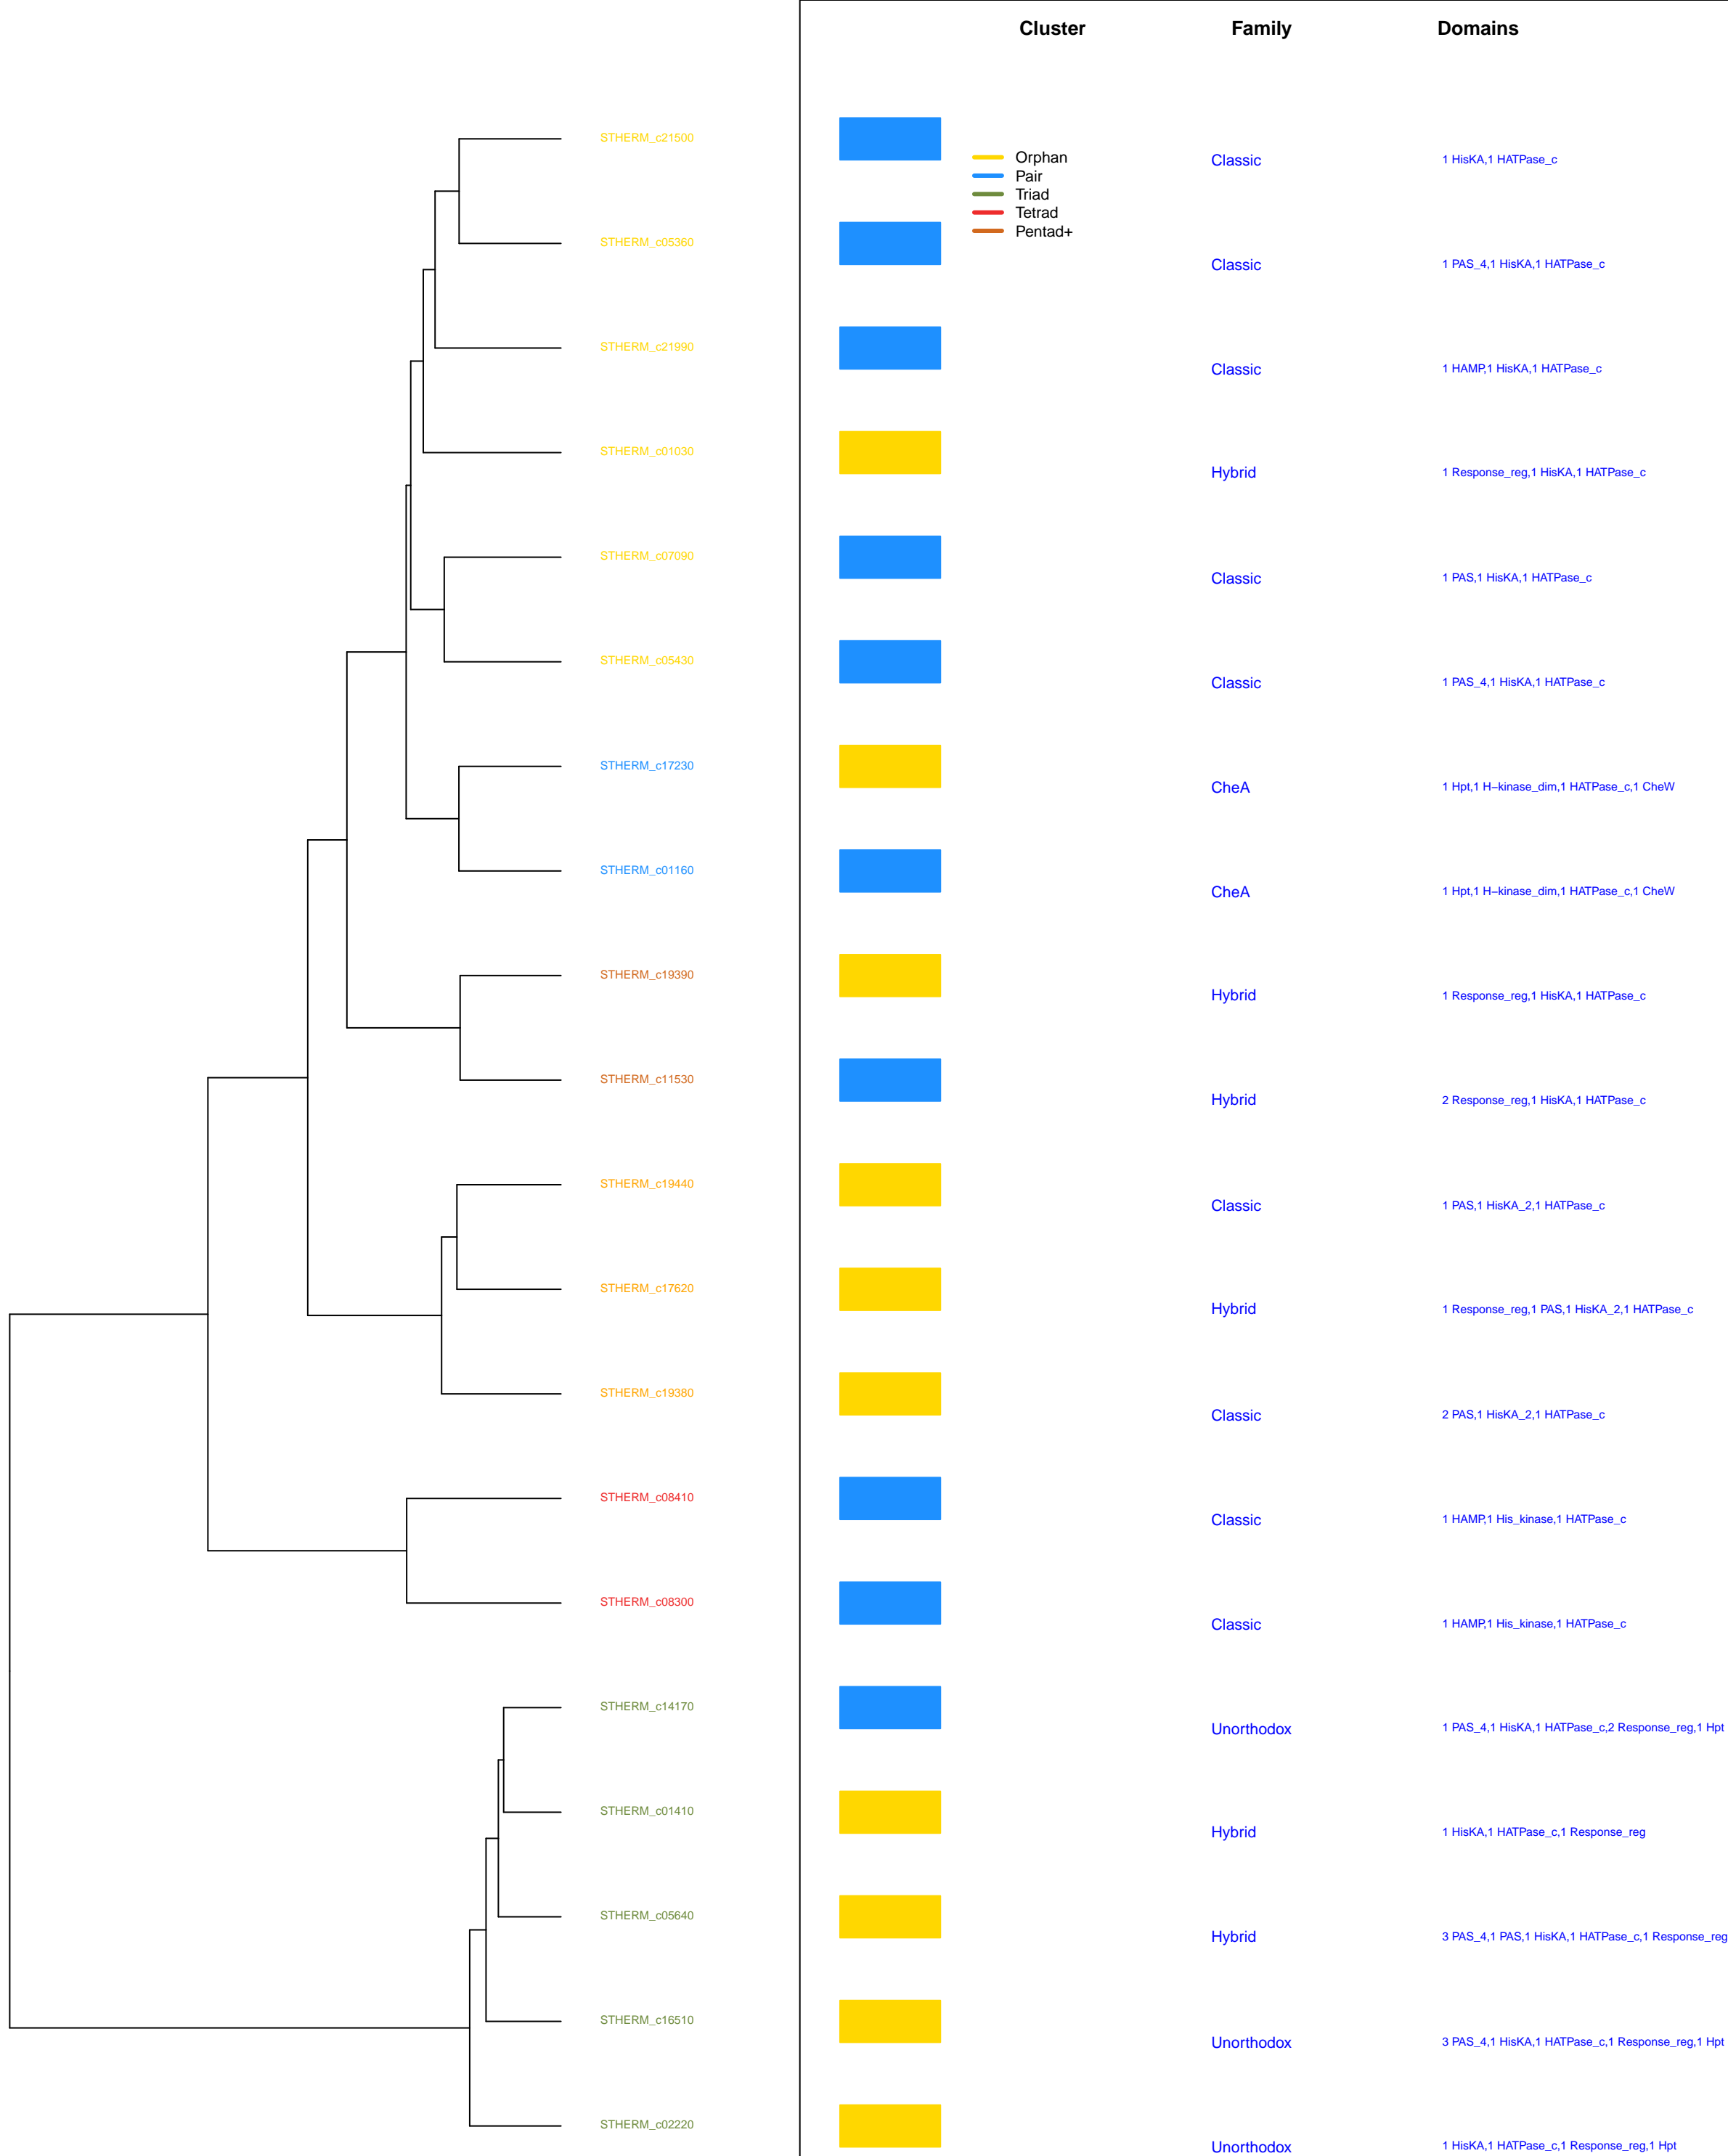 Cluster Family Domains
STHERM_c21500
Orphan
Classic 1 HisKA,1 HATPase_c
Pair
Triad
Tetrad
Pentad+
STHERM_c05360
Classic 1 PAS_4,1 HisKA,1 HATPase_c
STHERM_c21990
Classic 1 HAMP,1 HisKA,1 HATPase_c
STHERM_c01030
Hybrid 1 Response_reg,1 HisKA,1 HATPase_c
STHERM_c07090
Classic 1 PAS,1 HisKA,1 HATPase_c
STHERM_c05430
Classic 1 PAS_4,1 HisKA,1 HATPase_c
STHERM_c17230
CheA 1 Hpt,1 H−kinase_dim,1 HATPase_c,1 CheW
STHERM_c01160
CheA 1 Hpt,1 H−kinase_dim,1 HATPase_c,1 CheW
STHERM_c19390
Hybrid 1 Response_reg,1 HisKA,1 HATPase_c
STHERM_c11530
Hybrid 2 Response_reg,1 HisKA,1 HATPase_c
STHERM_c19440
Classic 1 PAS,1 HisKA_2,1 HATPase_c
STHERM_c17620
Hybrid 1 Response_reg,1 PAS,1 HisKA_2,1 HATPase_c
STHERM_c19380
Classic 2 PAS,1 HisKA_2,1 HATPase_c
STHERM_c08410
Classic 1 HAMP,1 His_kinase,1 HATPase_c
STHERM_c08300
Classic 1 HAMP,1 His_kinase,1 HATPase_c
STHERM_c14170
Unorthodox 1 PAS_4,1 HisKA,1 HATPase_c,2 Response_reg,1 Hpt
STHERM_c01410
Hybrid 1 HisKA,1 HATPase_c,1 Response_reg
STHERM_c05640
Hybrid 3 PAS_4,1 PAS,1 HisKA,1 HATPase_c,1 Response_reg
STHERM_c16510
Unorthodox 3 PAS_4,1 HisKA,1 HATPase_c,1 Response_reg,1 Hpt
STHERM_c02220
Unorthodox 1 HisKA,1 HATPase_c,1 Response_reg,1 Hpt